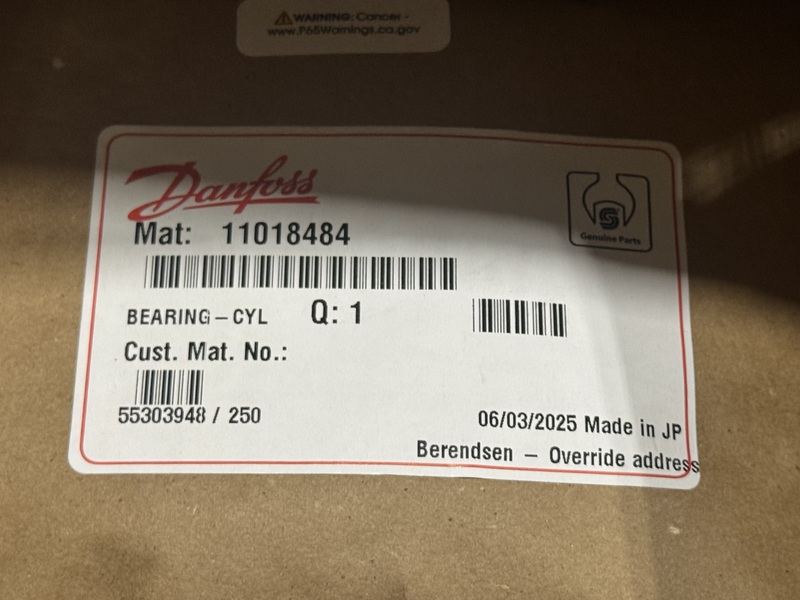 WARNING: Cancer -
www.P65Warnings.ca.gov
Danfoss
Genuine Parts
Mat: 11018484
BEARING-CYL Q: 1
Cust. Mat. No.:
55303948 / 250
06/03/2025 Made in JP
Berendsen - Override address